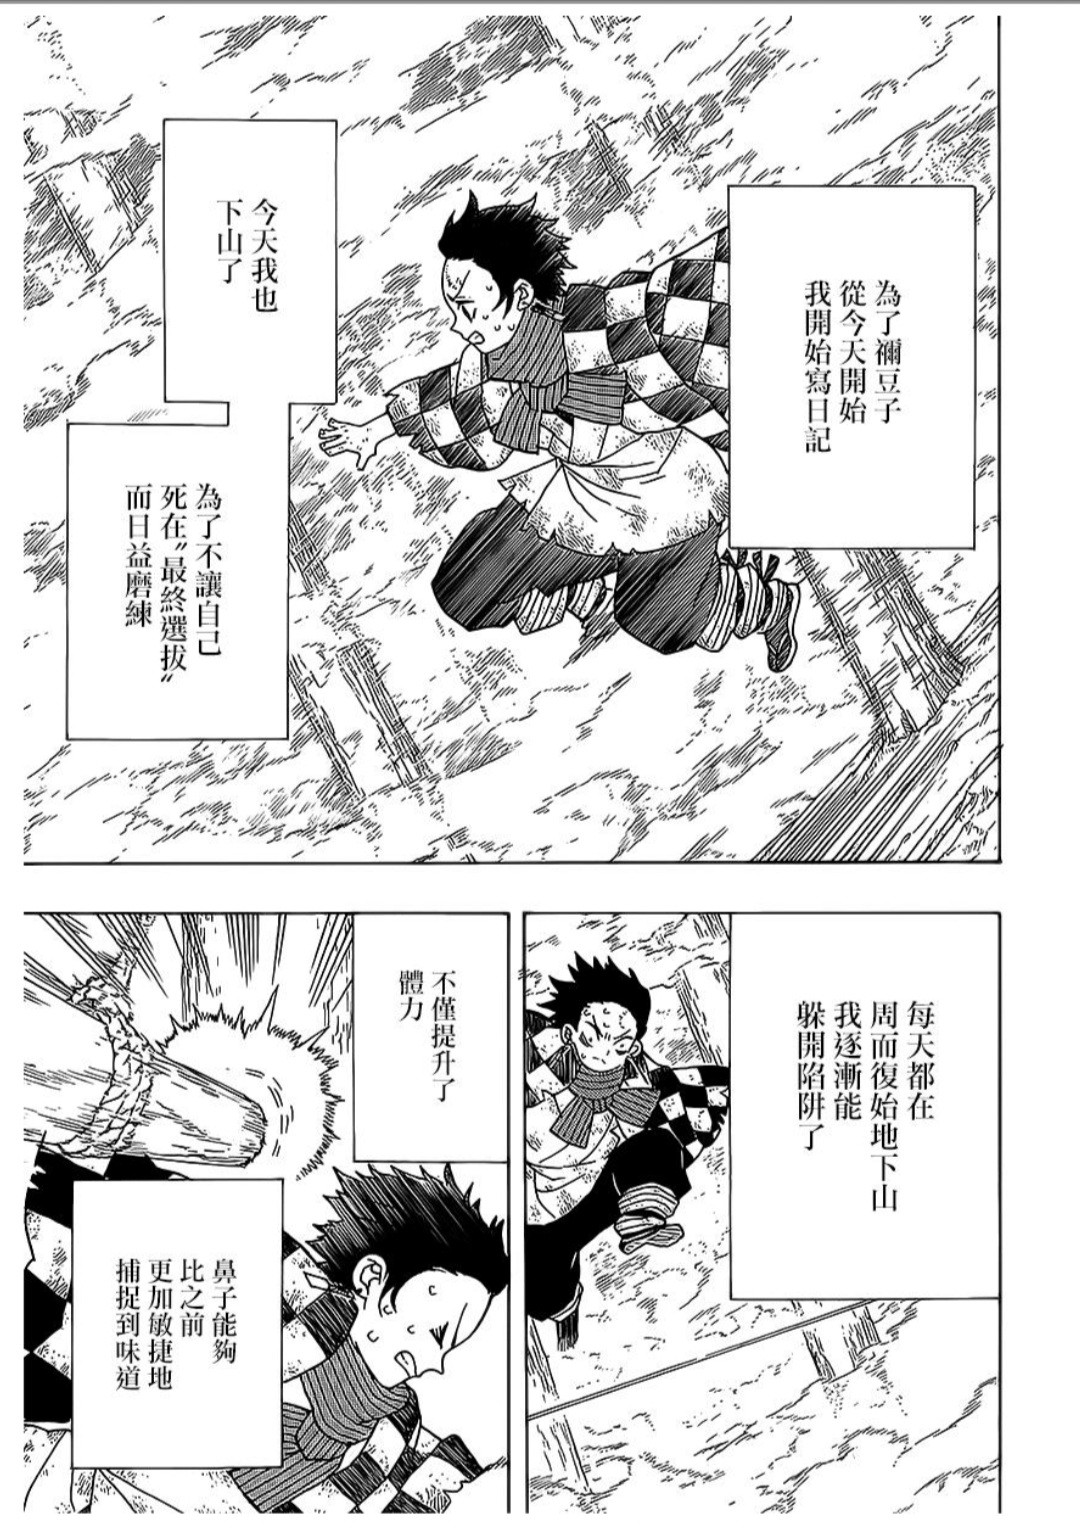 為了禰豆子
從今天開始
我開始寫日記
今天我也
下山了
為了不讓自己
死在〝最終選拔〞
而日益磨練
每天都在
周而復始地下山
我逐漸能
躲開陷阱了
不僅提升了
體力
鼻子能夠
比之前
更加敏捷地
捕捉到味道